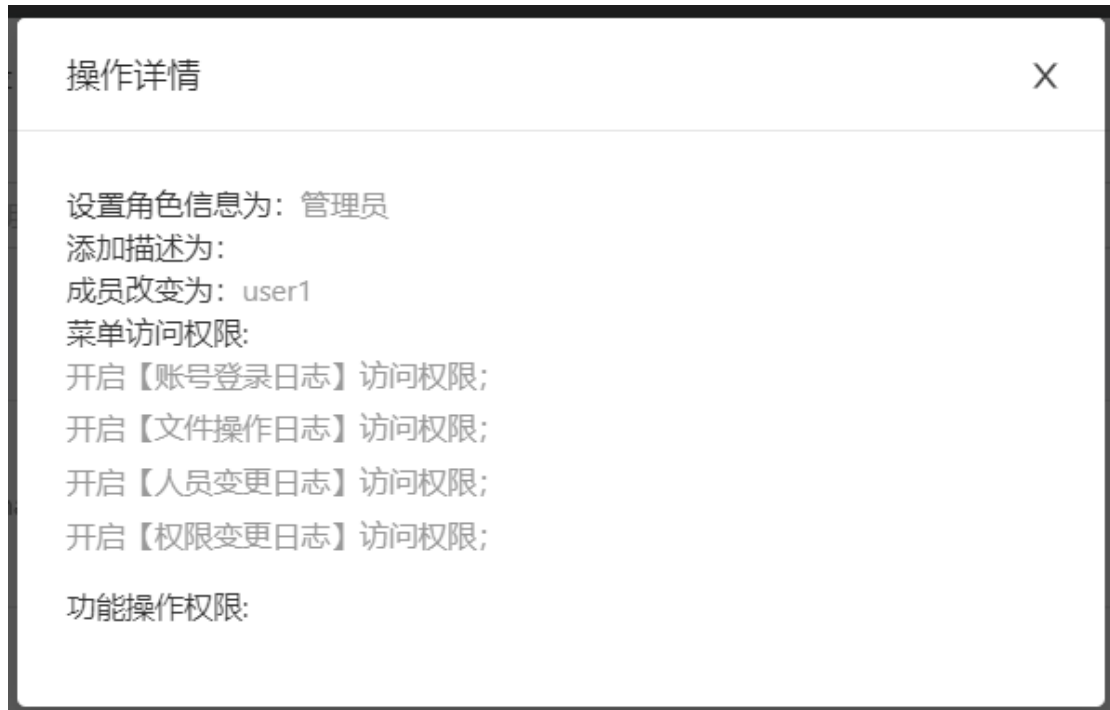 操作详情
X
设置角色信息为：管理员
添加描述为：
成员改变为：user1
菜单访问权限:
开启【账号登录日志】访问权限;
开启【文件操作日志】访问权限;
开启【人员变更日志】访问权限;
开启【权限变更日志】访问权限;
功能操作权限: